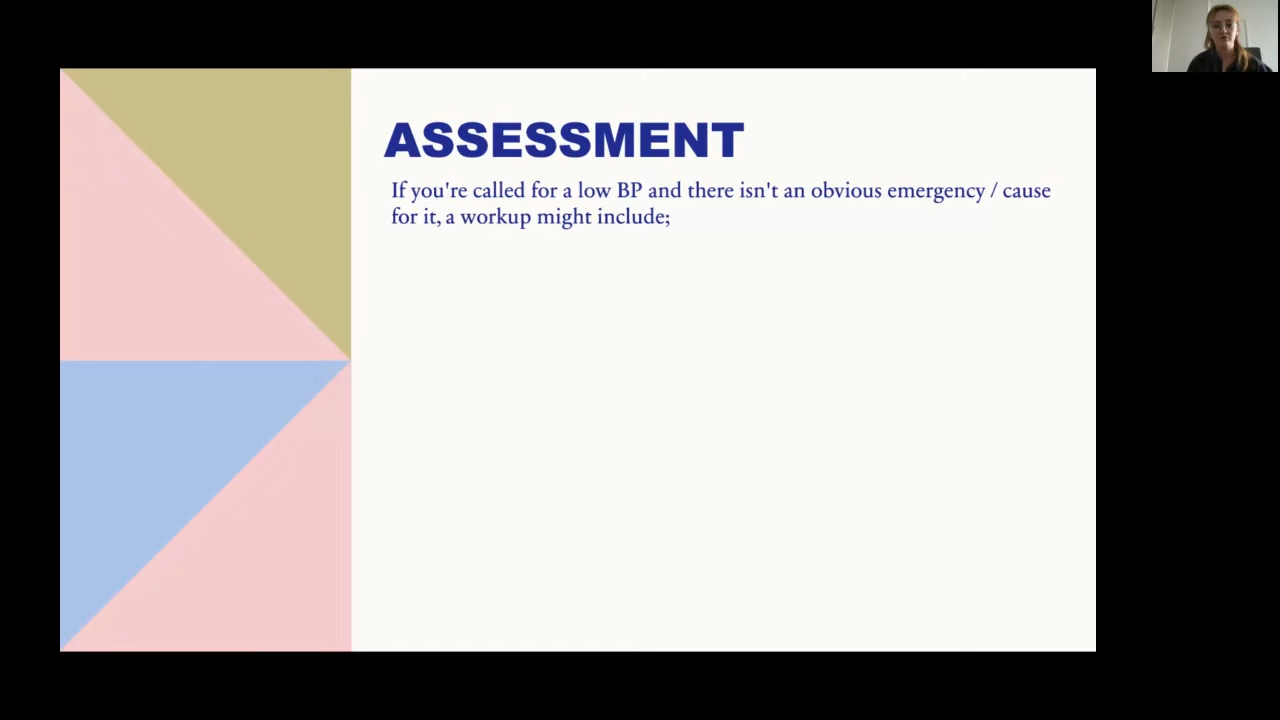 ASSESSMENT
If you're called for a low BP and there isn't an obvious emergency / cause
for it, a workup might include;